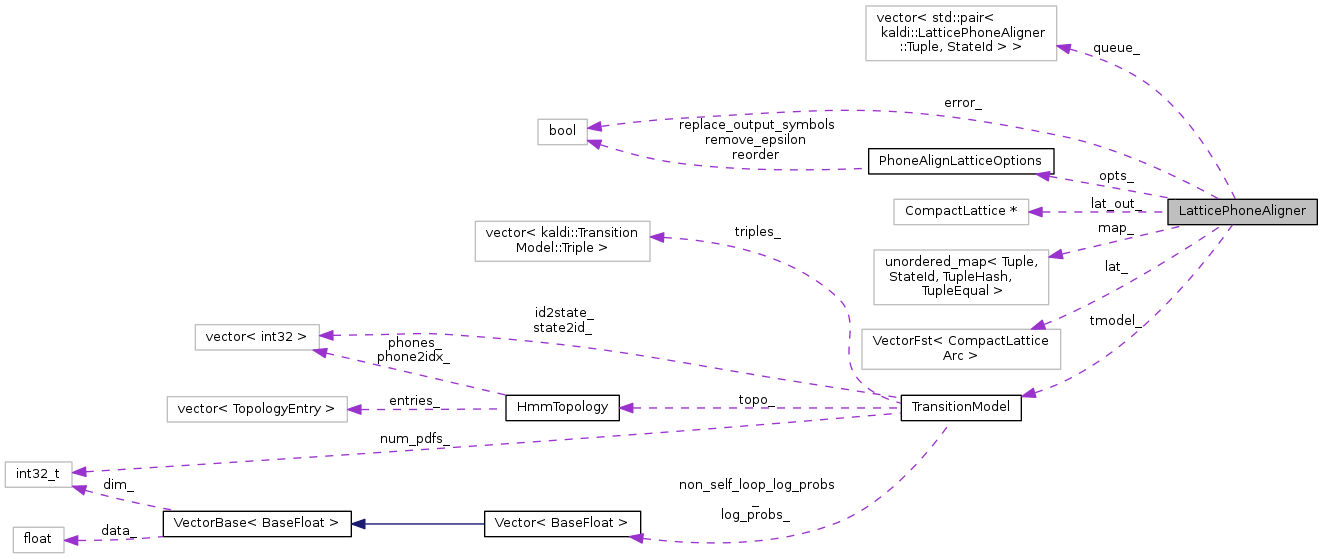 vector< std::pair<
kaldi::LatticePhoneAligner
::Tuple, StateId > >
queue_
error_
bool
replace_output_symbols
remove_epsilon
reorder
PhoneAlignLatticeOptions
opts_
CompactLattice *
lat_out_
LatticePhoneAligner
map_
vector< kaldi::Transition
Model::Triple >
triples_
unordered_map< Tuple,
StateId, TupleHash,
TupleEqual >
lat_
id2state_
state2id_
tmodel_
vector< int32 >
phones_
phone2idx_
VectorFst< CompactLattice
Arc >
vector< TopologyEntry >
entries_
HmmTopology
topo_
TransitionModel
num_pdfs_
int32_t
dim_
non_self_loop_log_probs
_
log_probs_
VectorBase< BaseFloat >
Vector< BaseFloat >
float
data_